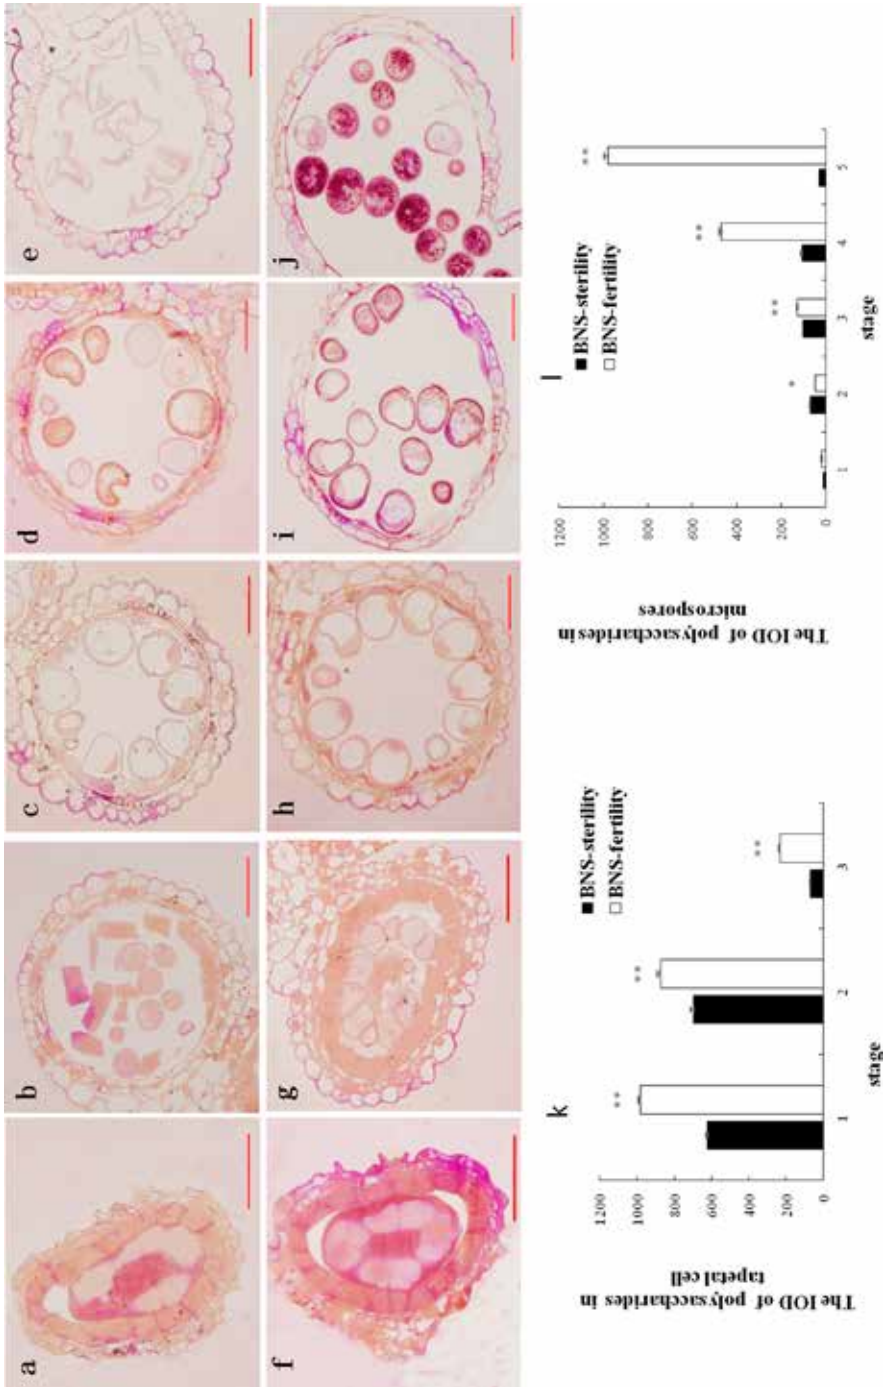 a
b
c
d
e
f
g
h
i
j
k
The IOD of polysaccharides in
tapetal cell
1200
1000
800
600
400
200
0
BNS-sterility
BNS-fertility
**
**
**
1 2 3
stage
l
The IOD of polysaccharides in
microspores
1200
1000
800
600
400
200
0
BNS-sterility
BNS-fertility
*
**
**
**
1 2 3 4 5
stage